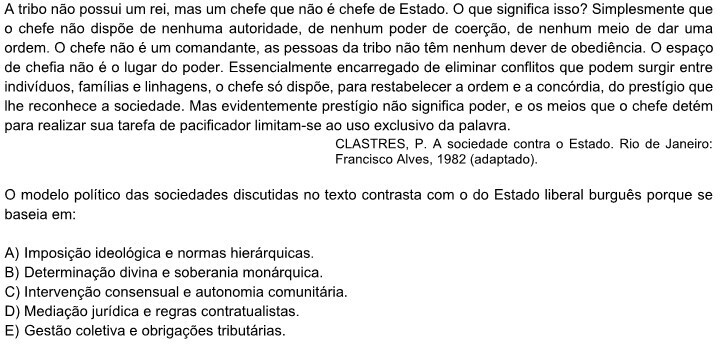 A tribo não possui um rei, mas um chefe que não é chefe de Estado. O que significa isso? Simplesmente que
o chefe não dispõe de nenhuma autoridade, de nenhum poder de coerção, de nenhum meio de dar uma
ordem. O chefe não é um comandante, as pessoas da tribo não têm nenhum dever de obediência. O espaço
de chefia não é o lugar do poder. Essencialmente encarregado de eliminar conflitos que podem surgir entre
indivíduos, famílias e linhagens, o chefe só dispõe, para restabelecer a ordem e a concórdia, do prestígio que
lhe reconhece a sociedade. Mas evidentemente prestígio não significa poder, e os meios que o chefe detém
para realizar sua tarefa de pacificador limitam-se ao uso exclusivo da palavra.
CLASTRES, P. A sociedade contra o Estado. Rio de Janeiro:
Francisco Alves, 1982 (adaptado).
O modelo político das sociedades discutidas no texto contrasta com o do Estado liberal burguês porque se
baseia em:
A) Imposição ideológica e normas hierárquicas.
B) Determinação divina e soberania monárquica.
C) Intervenção consensual e autonomia comunitária.
D) Mediação jurídica e regras contratualistas.
E) Gestão coletiva e obrigações tributárias.